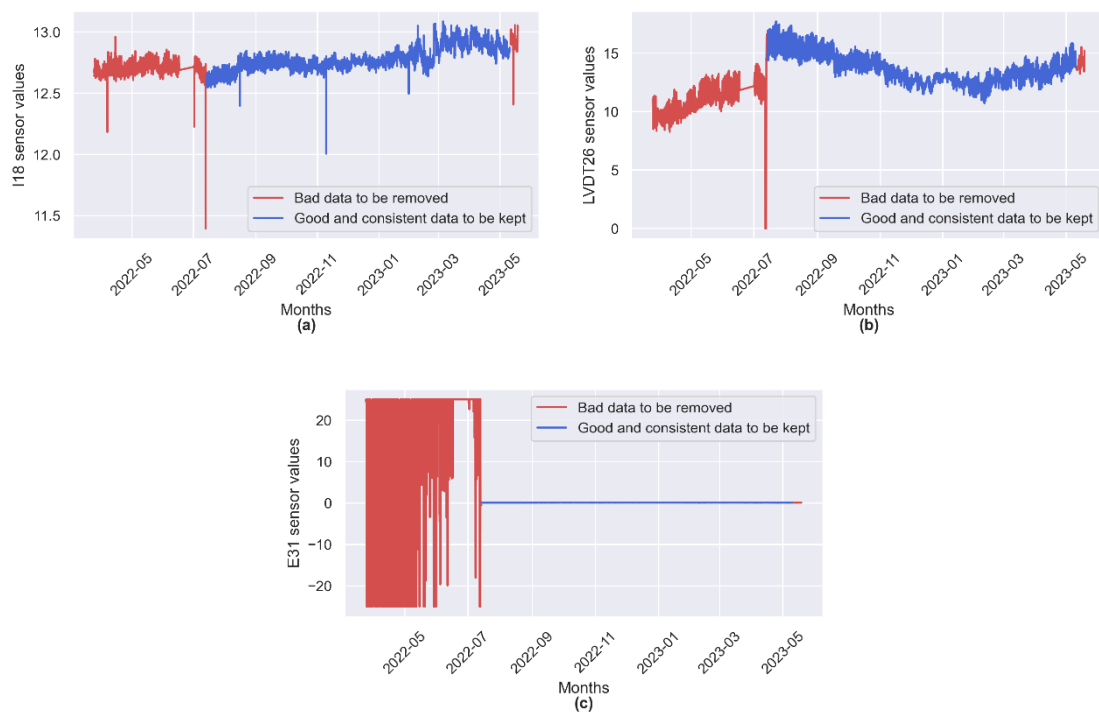 13.0
12.5
12.0
11.5
I18 sensor values
Bad data to be removed
Good and consistent data to be kept
2022-05
2022-07
2022-09
2022-11
2023-01
2023-03
2023-05
Months
(a)
15
10
5
0
LVDT26 sensor values
Bad data to be removed
Good and consistent data to be kept
2022-05
2022-07
2022-09
2022-11
2023-01
2023-03
2023-05
Months
(b)
20
10
0
−10
−20
E31 sensor values
Bad data to be removed
Good and consistent data to be kept
2022-05
2022-07
2022-09
2022-11
2023-01
2023-03
2023-05
Months
(c)